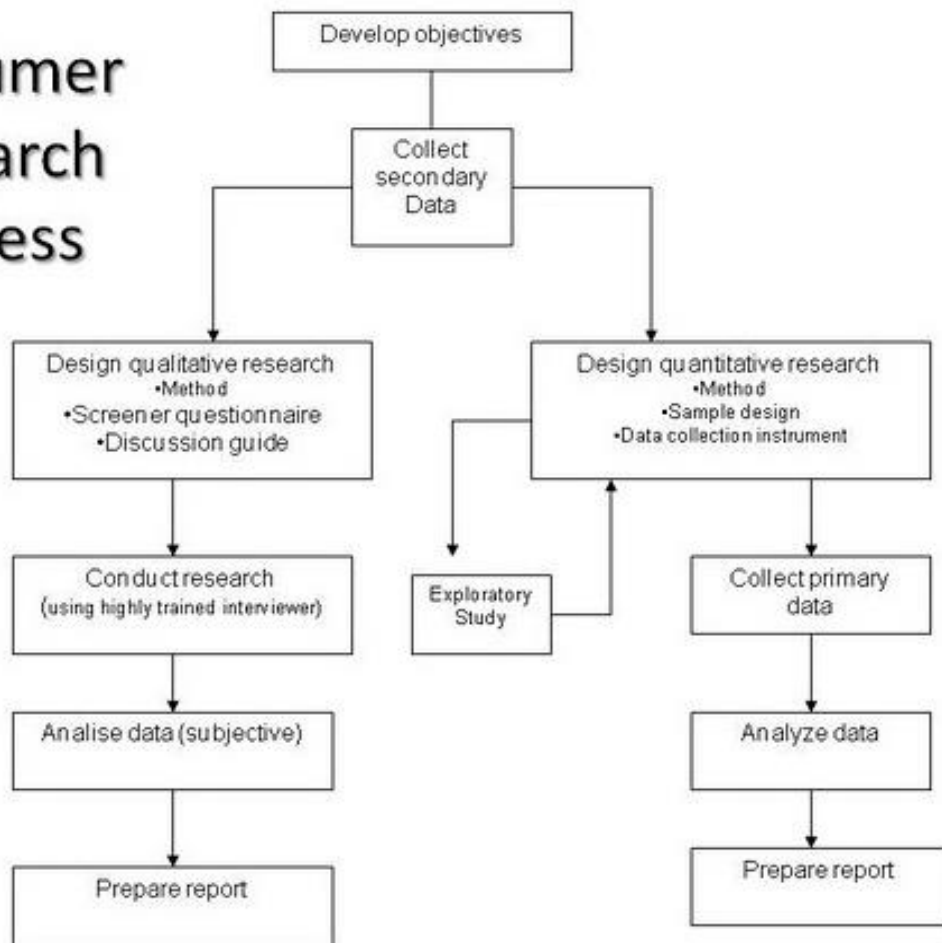 umer
arch
ess
Develop objectives
Collect
secondary
Data
Design qualitative research
•Method
•Screener questionnaire
•Discussion guide
Design quantitative research
•Method
•Sample design
•Data collection instrument
Conduct research
(using highly trained interviewer)
Exploratory
Study
Collect primary
data
Analise data (subjective)
Analyze data
Prepare report
Prepare report